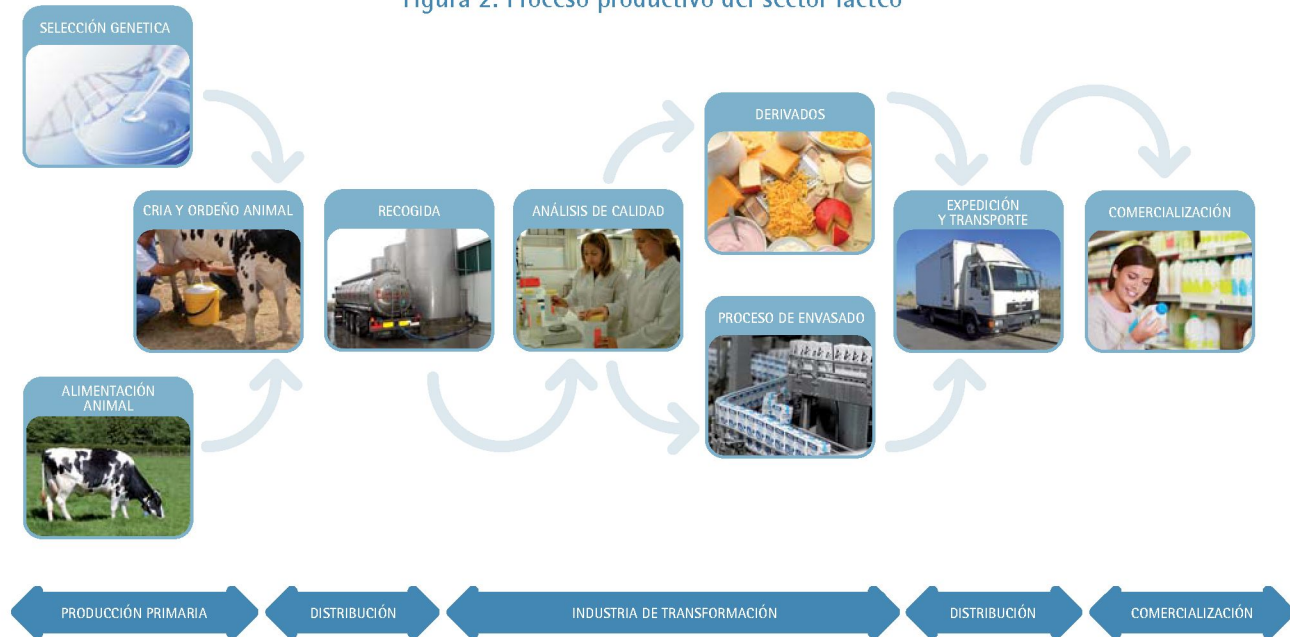 Figura 2. Proceso productivo del sector lácteo
SELECCIÓN GENETICA
CRIA Y ORDEÑO ANIMAL
ALIMENTACIÓN
ANIMAL
RECOGIDA
ANÁLISIS DE CALIDAD
DERIVADOS
PROCESO DE ENVASADO
EXPEDICIÓN
Y TRANSPORTE
COMERCIALIZACIÓN
PRODUCCIÓN PRIMARIA
DISTRIBUCIÓN
INDUSTRIA DE TRANSFORMACIÓN
DISTRIBUCIÓN
COMERCIALIZACIÓN